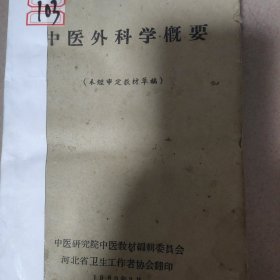 103
中医外科学概要
(未经审定教材草稿)
中医研究院中医教材编辑委员会
河北省卫生工作者协会翻印